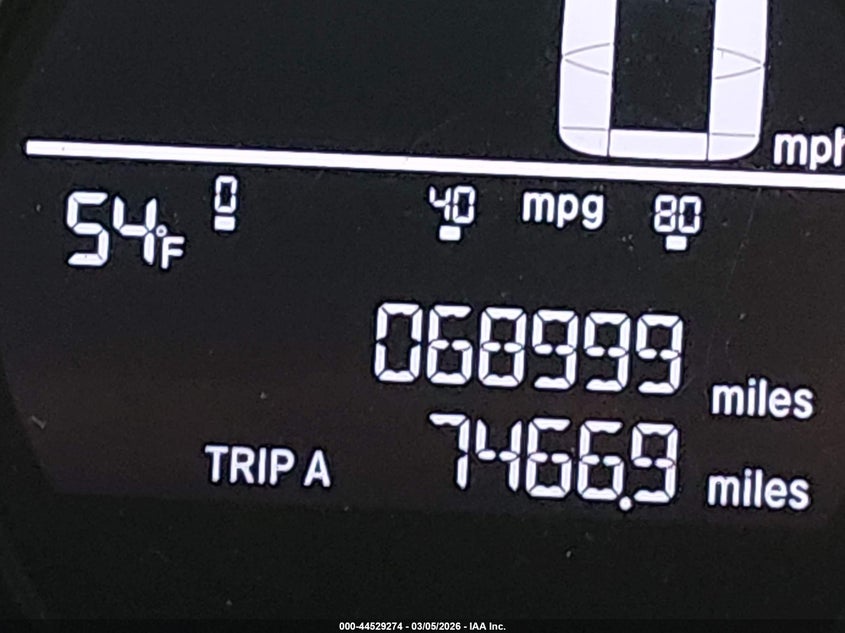 0
mph
54°F 0 40 mpg 80
068999 miles
TRIP A 7466.9 miles
000-44529274 - 03/05/2026 - IAA Inc.